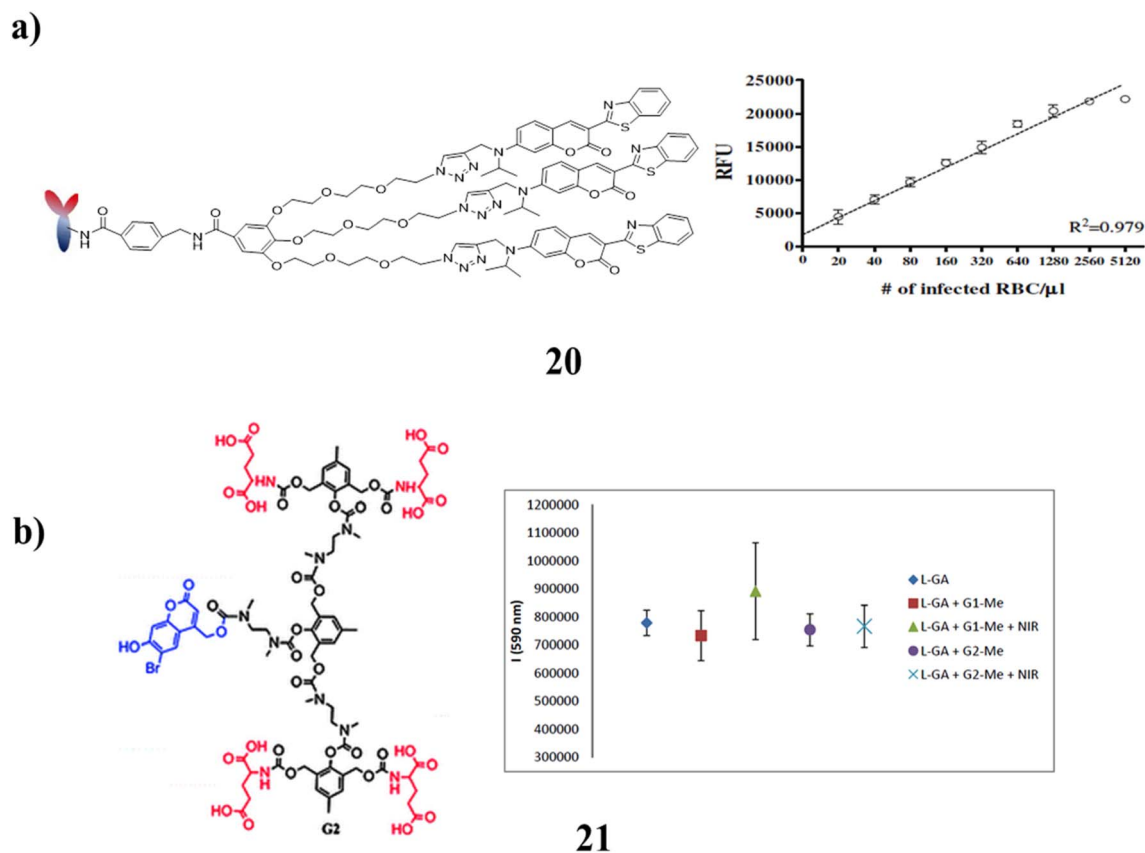 a)
25000
20000
15000
10000
5000
0
RFU
0 20 40 80 160 320 640 1280 2560 5120
# of infected RBC/μl
R²=0.979
20
b)
G2
1200000
1100000
1000000
900000
800000
700000
600000
500000
400000
300000
I (590 nm)
L-GA
L-GA + G1-Me
L-GA + G1-Me + NIR
L-GA + G2-Me
L-GA + G2-Me + NIR
21